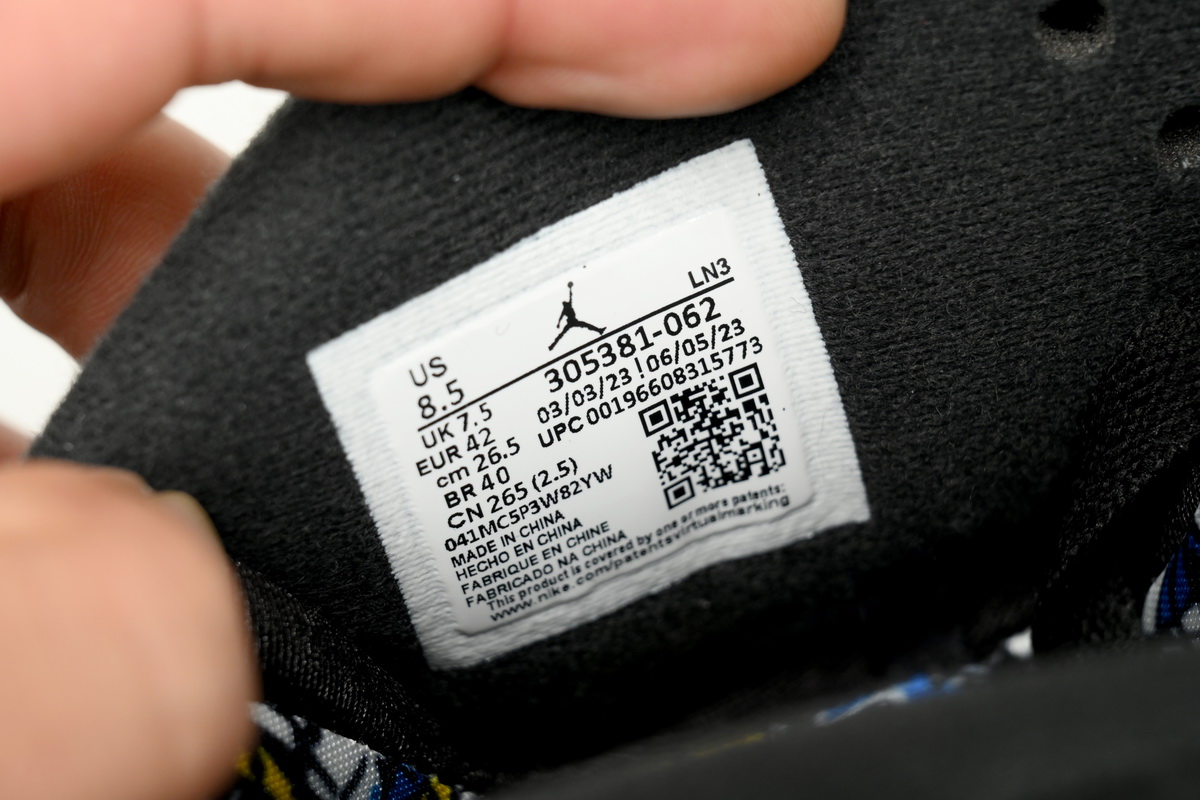 LN3
US
8.5
305381-062
UK 7.5
03/03/23 ! 06/05/23
EUR 42
UPC 00196608315773
cm 26.5
BR 40
CN 265 (2.5)
041MC5P3W82YW
MADE IN CHINA
HECHO EN CHINA
FABRIQUE EN CHINE
FABRICADO NA CHINA
This product is covered by one or more patents:
www.nike.com/patentsvirtualmarking